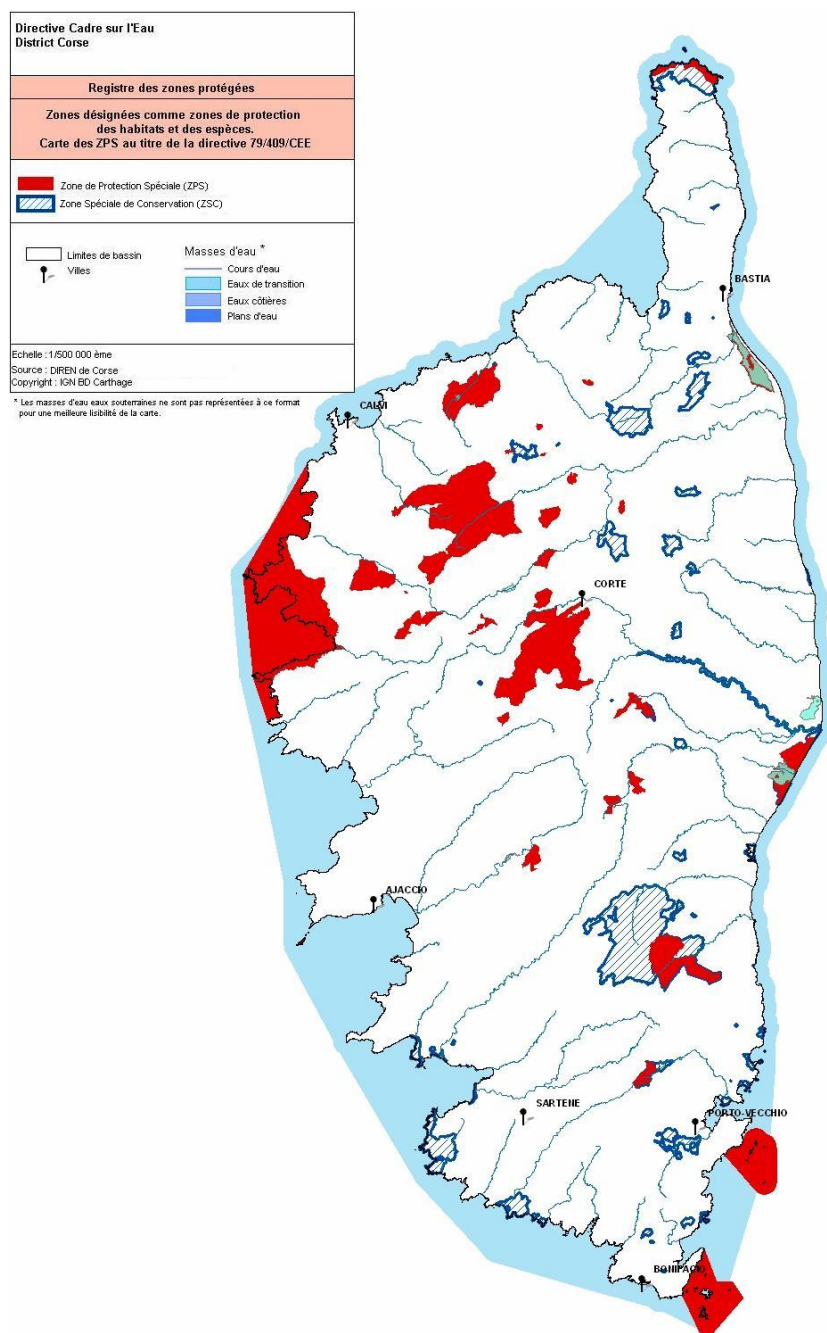 Directive Cadre sur l'Eau
District Corse
Registre des zones protégées
Zones désignées comme zones de protection
des habitats et des espèces.
Carte des ZPS au titre de la directive 79/409/CEE
Zone de Protection Spéciale (ZPS)
Zone Spéciale de Conservation (ZSC)
Limites de bassin
Villes
Masses d'eau *
Cours d'eau
Eaux de transition
Eaux côtières
Plans d'eau
Echelle : 1/500 000 ème
Source : DIREN de Corse
Copyright : IGN BD Carthage
* Les masses d'eau eaux souterraines ne sont pas représentées à ce format
pour une meilleure lisibilité de la carte.
BASTIA
CALVI
CORTE
AJACCIO
SARTENE
PORTO-VECCHIO
BONIFACIO